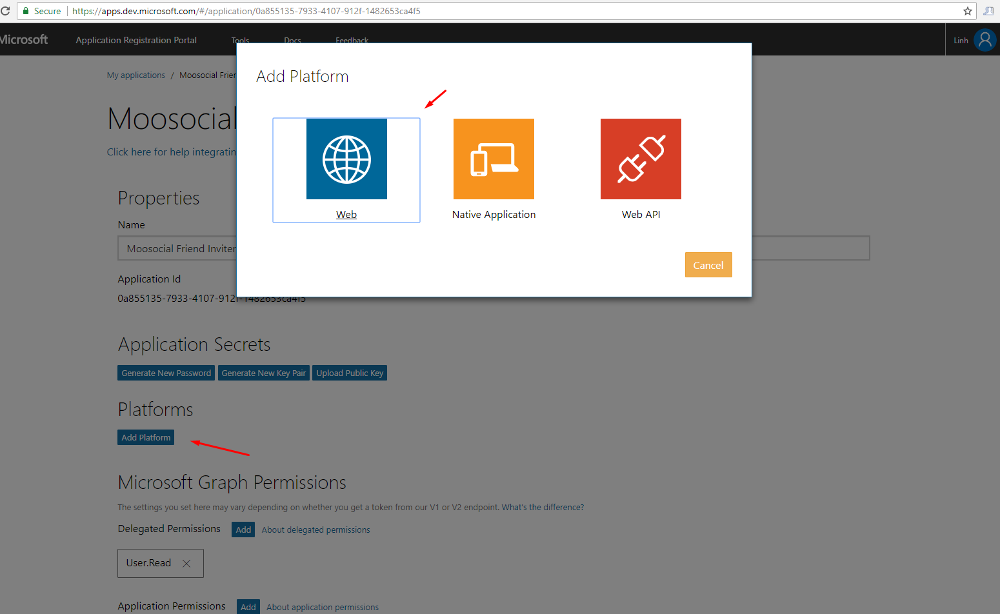 Secure https://apps.dev.microsoft.com/#/application/0a855135-7933-4107-912f-1482653ca4f5
Microsoft Application Registration Portal Tools Docs Feedback Linh
My applications / Moosocial Frien
Add Platform
Moosocial
Click here for help integratin
Web Native Application Web API
Cancel
Properties
Name
Moosocial Friend Inviter
Application Id
0a855135-7933-4107-912f-1482653ca4f5
Application Secrets
Generate New Password Generate New Key Pair Upload Public Key
Platforms
Add Platform
Microsoft Graph Permissions
The settings you set here may vary depending on whether you get a token from our V1 or V2 endpoint. What's the difference?
Delegated Permissions Add About delegated permissions
User.Read
Application Permissions Add About application permissions